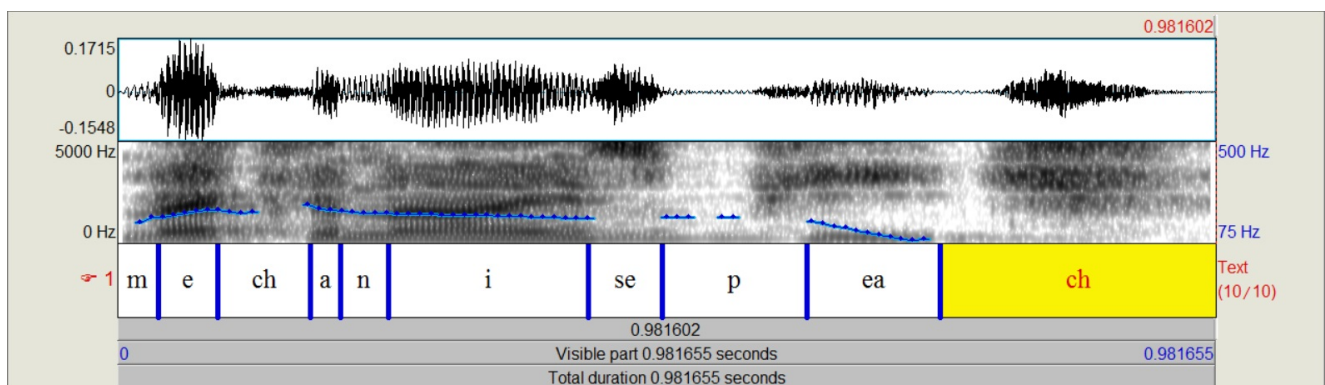 0.981602
0.1715
0
-0.1548
5000 Hz
500 Hz
0 Hz
75 Hz
☞ 1
m e ch a n i se p ea ch
Text
(10/10)
0.981602
0 Visible part 0.981655 seconds 0.981655
Total duration 0.981655 seconds